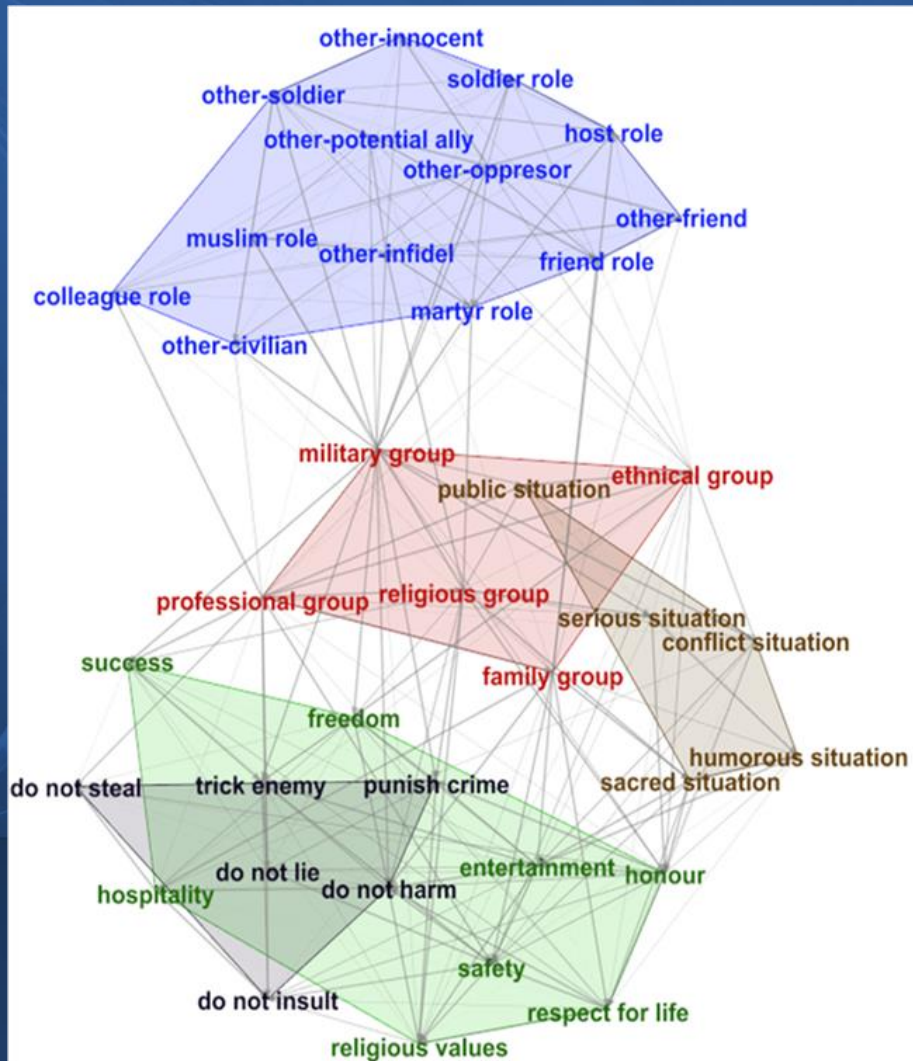 other-innocent
soldier role
other-soldier
host role
other-potential ally
other-oppresor
other-friend
muslim role
other-infidel
friend role
colleague role
martyr role
other-civilian
military group
ethnical group
public situation
religious group
professional group
serious situation
conflict situation
success
family group
freedom
humorous situation
sacred situation
do not steal
trick enemy
punish crime
entertainment
do not lie
honour
do not harm
hospitality
safety
do not insult
respect for life
religious values